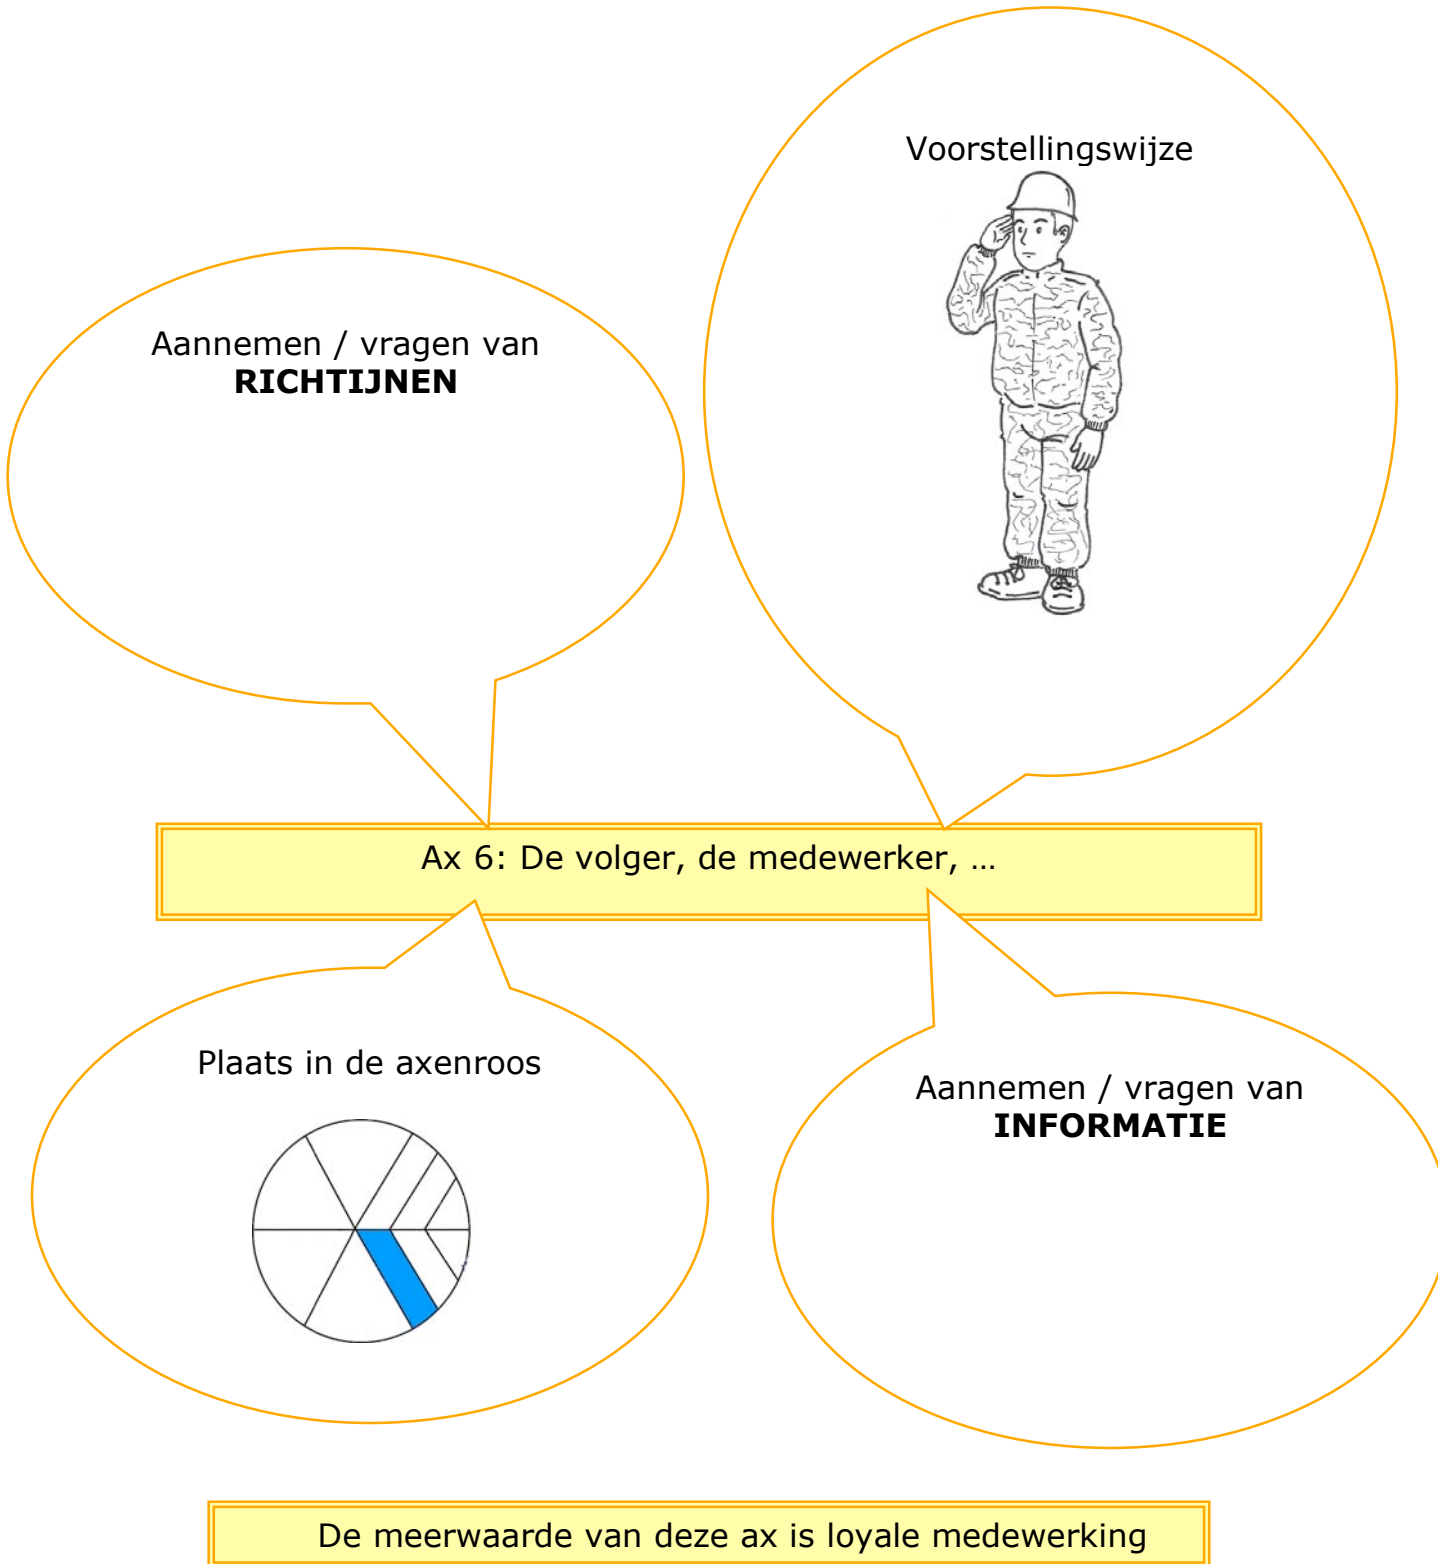 Voorstellingswijze
Aannemen / vragen van
RICHTIJNEN
Ax 6: De volger, de medewerker, …
Plaats in de axenroos
Aannemen / vragen van
INFORMATIE
De meerwaarde van deze ax is loyale medewerking